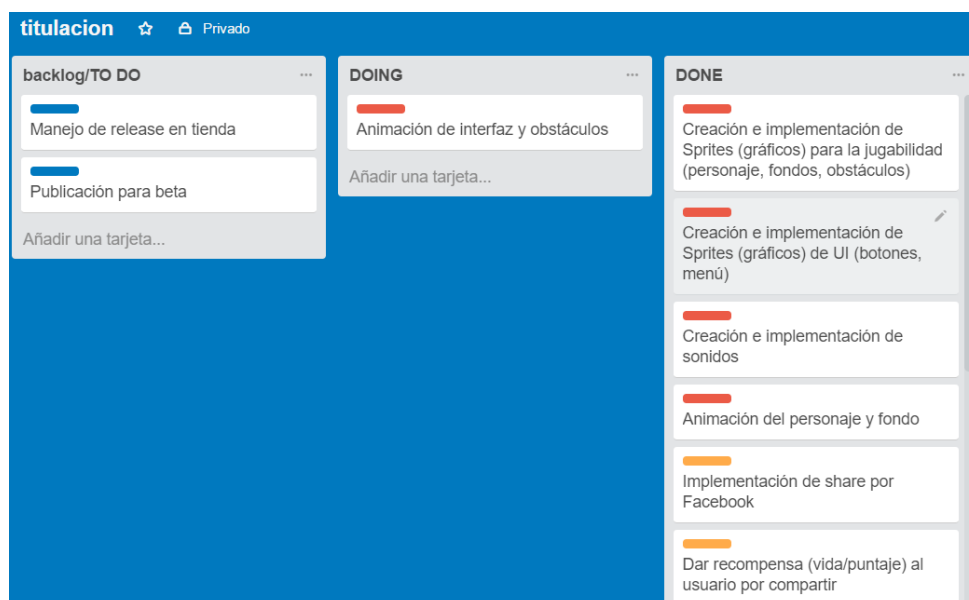 titulacion Privado
backlog/TO DO
Manejo de release en tienda
Publicación para beta
Añadir una tarjeta...
DOING
Animación de interfaz y obstáculos
Añadir una tarjeta...
DONE
Creación e implementación de
Sprites (gráficos) para la jugabilidad
(personaje, fondos, obstáculos)
Creación e implementación de
Sprites (gráficos) de UI (botones,
menú)
Creación e implementación de
sonidos
Animación del personaje y fondo
Implementación de share por
Facebook
Dar recompensa (vida/puntaje) al
usuario por compartir